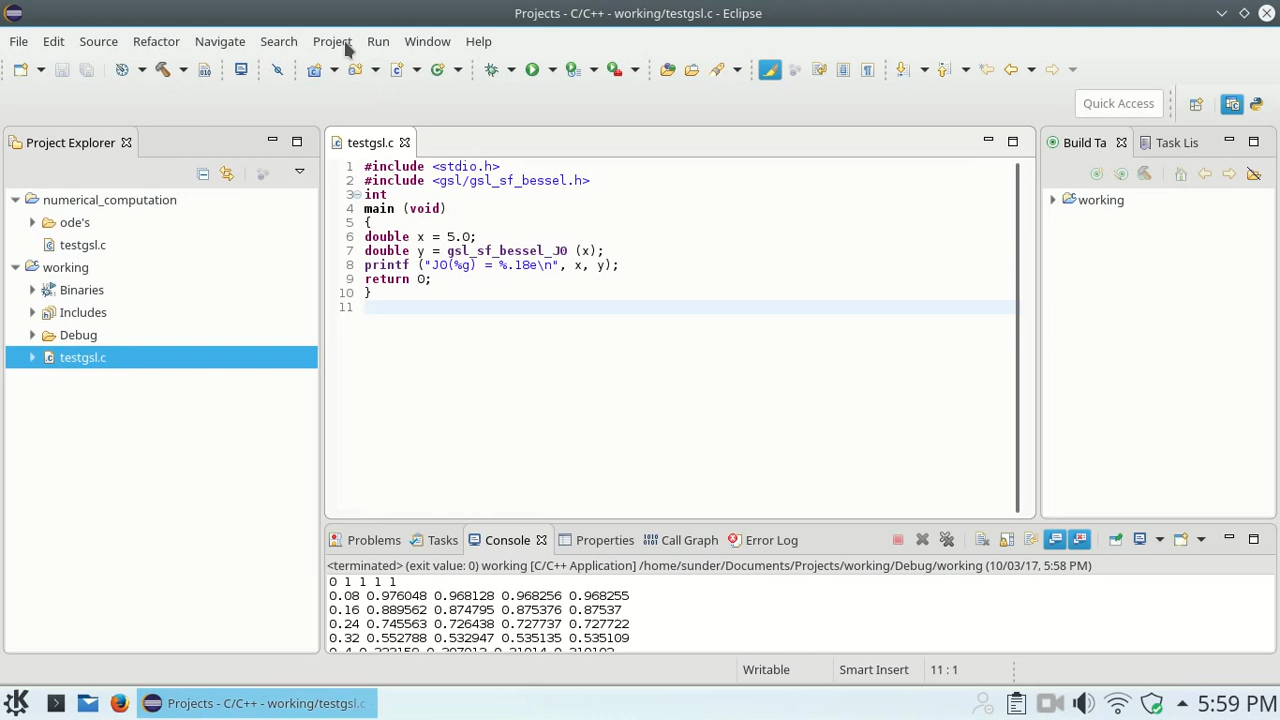 Projects - C/C++ - working/testgsl.c - Eclipse
File Edit Source Refactor Navigate Search Project Run Window Help
Quick Access
Project Explorer
testgsl.c
Build Ta
Task Lis
numerical_computation
ode's
testgsl.c
working
Binaries
Includes
Debug
testgsl.c
1 #include <stdio.h>
2 #include <gsl/gsl_sf_bessel.h>
3 int
4 main (void)
5 {
6 double x = 5.0;
7 double y = gsl_sf_bessel_J0 (x);
8 printf ("J0(%g) = %.18e\n", x, y);
9 return 0;
10 }
11
working
Problems Tasks Console Properties Call Graph Error Log
<terminated> (exit value: 0) working [C/C++ Application] /home/sunder/Documents/Projects/working/Debug/working (10/03/17, 5:58 PM)
0 1 1 1 1
0.08 0.976048 0.968128 0.968256 0.968255
0.16 0.889562 0.874795 0.875376 0.87537
0.24 0.745563 0.726438 0.727737 0.727722
0.32 0.552788 0.532947 0.535135 0.535109
Writable Smart Insert 11 : 1
Projects - C/C++ - working/testgsl.c -
5:59 PM